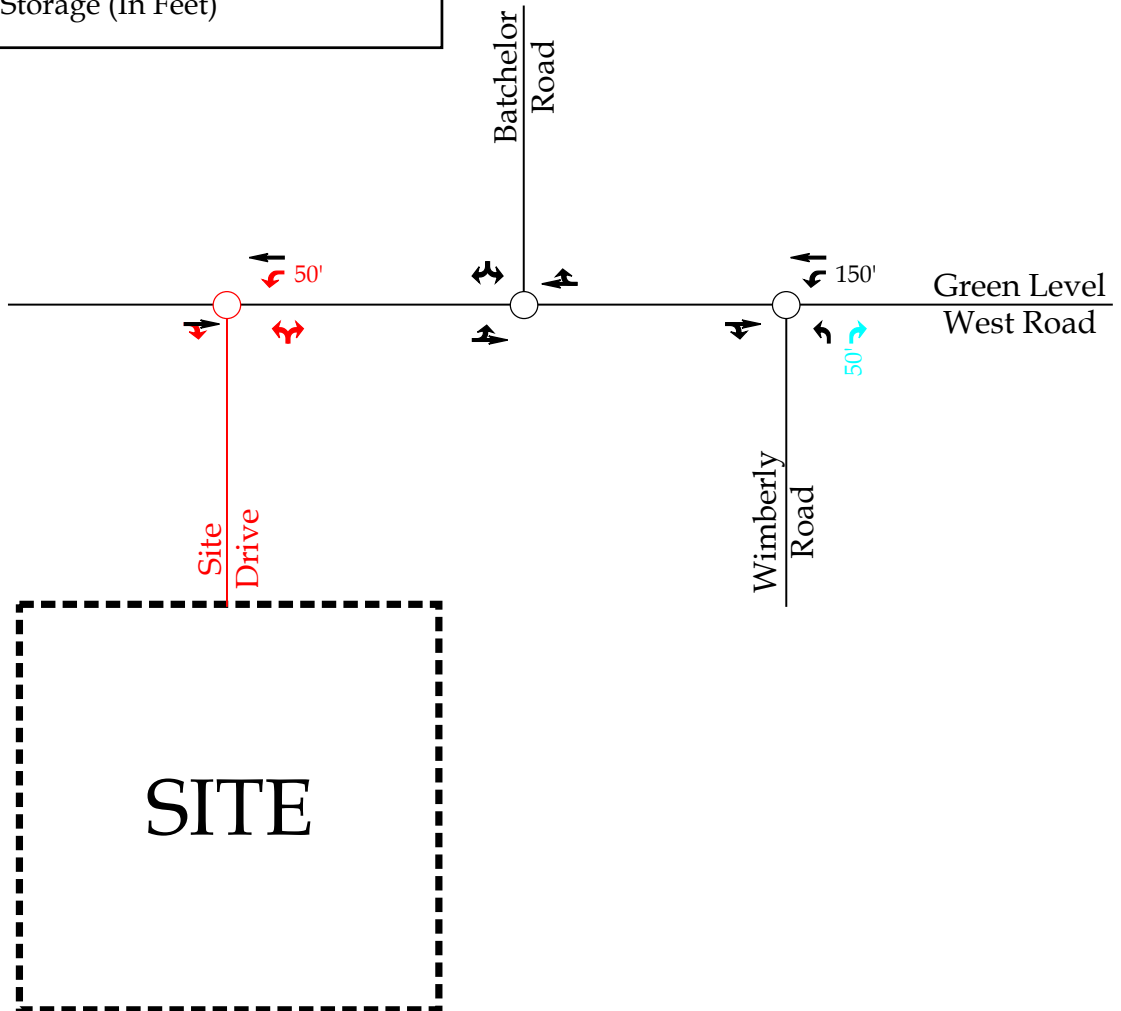 Storage (In Feet)
Batchelor
Road
50'
150'
Green Level
West Road
50'
Site
Drive
Wimberly
Road
SITE